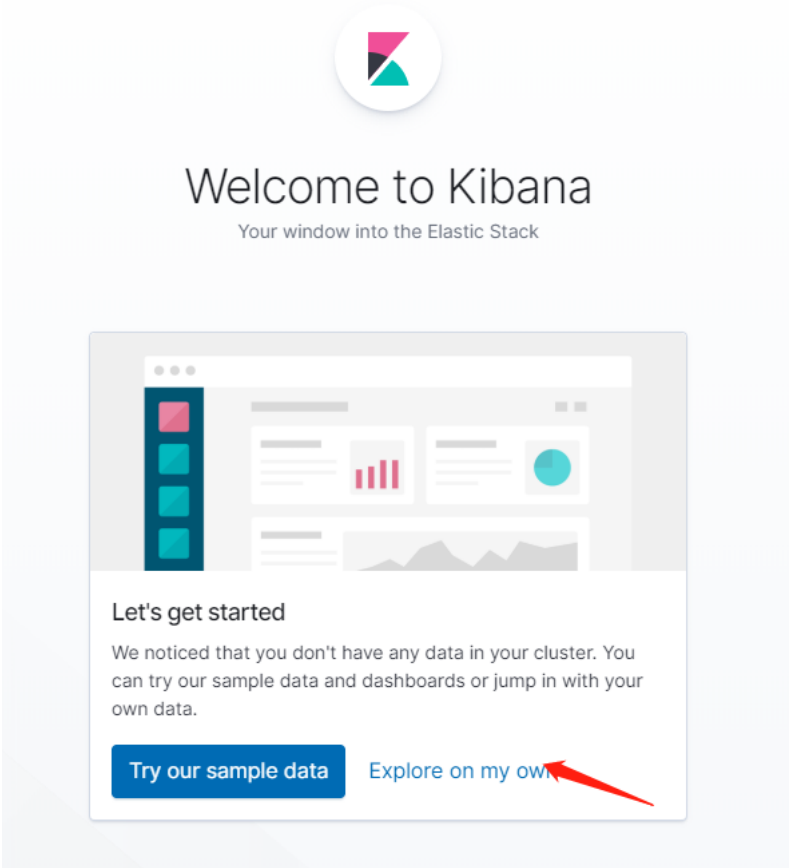 Welcome to Kibana
Your window into the Elastic Stack
Let's get started
We noticed that you don't have any data in your cluster. You
can try our sample data and dashboards or jump in with your
own data.
Try our sample data
Explore on my own